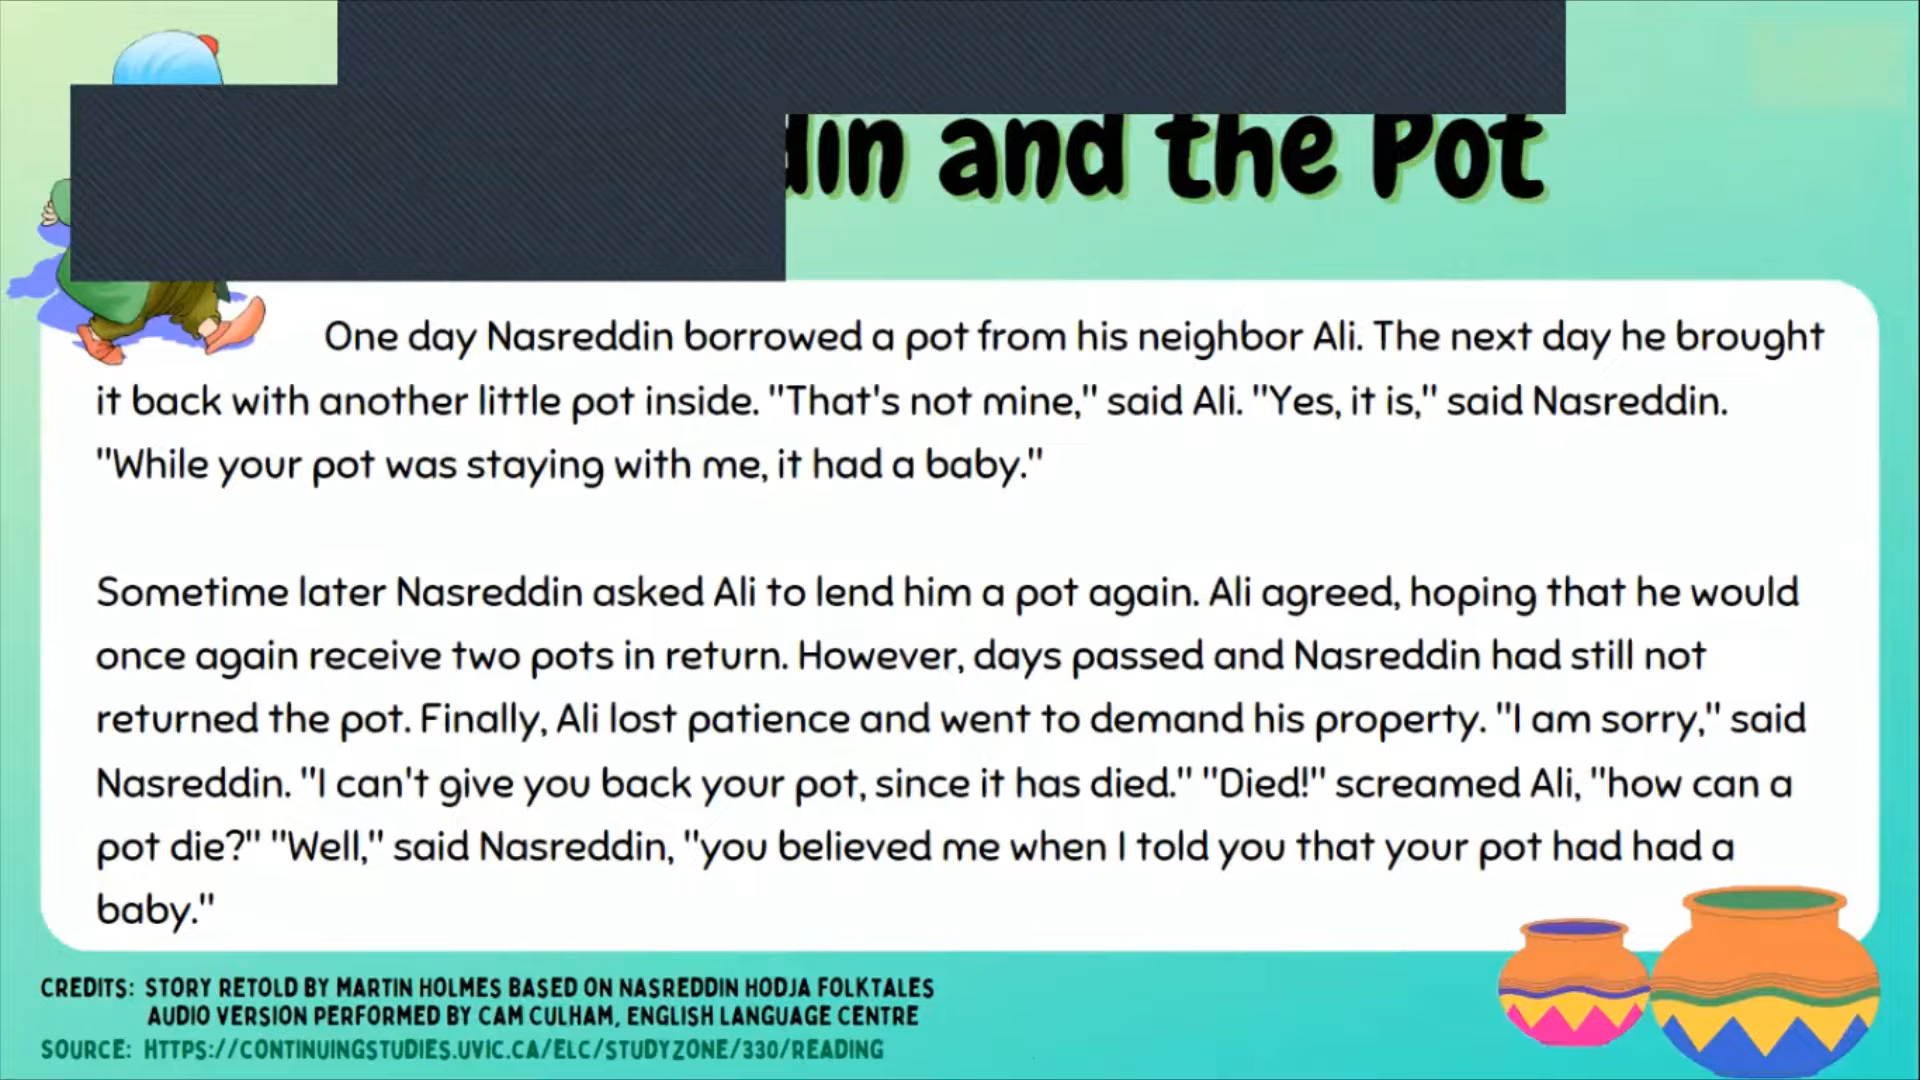 and the Pot
One day Nasreddin borrowed a pot from his neighbor Ali. The next day he brought
it back with another little pot inside. "That's not mine," said Ali. "Yes, it is," said Nasreddin.
"While your pot was staying with me, it had a baby."
Sometime later Nasreddin asked Ali to lend him a pot again. Ali agreed, hoping that he would
once again receive two pots in return. However, days passed and Nasreddin had still not
returned the pot. Finally, Ali lost patience and went to demand his property. "I am sorry," said
Nasreddin. "I can't give you back your pot, since it has died." "Died!" screamed Ali, "how can a
pot die?" "Well," said Nasreddin, "you believed me when I told you that your pot had had a
baby."
CREDITS: STORY RETOLD BY MARTIN HOLMES BASED ON NASREDDIN HODJA FOLKTALES
AUDIO VERSION PERFORMED BY CAM CULHAM, ENGLISH LANGUAGE CENTRE
SOURCE: HTTPS://CONTINUINGSTUDIES.UVIC.CA/ELC/STUDYZONE/330/READING